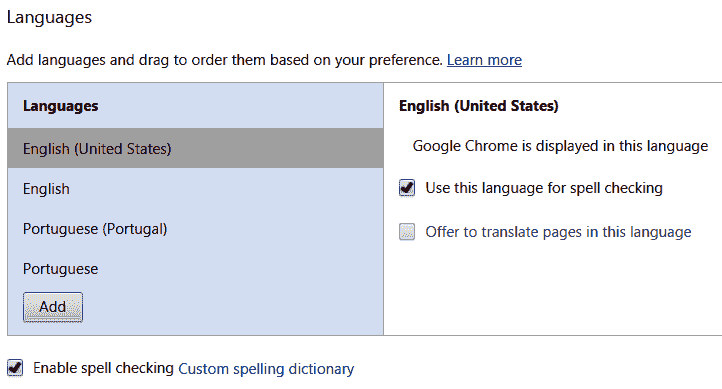 Languages
Add languages and drag to order them based on your preference. Learn more
Languages
English (United States)
English
Portuguese (Portugal)
Portuguese
Add
English (United States)
Google Chrome is displayed in this language
Use this language for spell checking
Offer to translate pages in this language
Enable spell checking Custom spelling dictionary